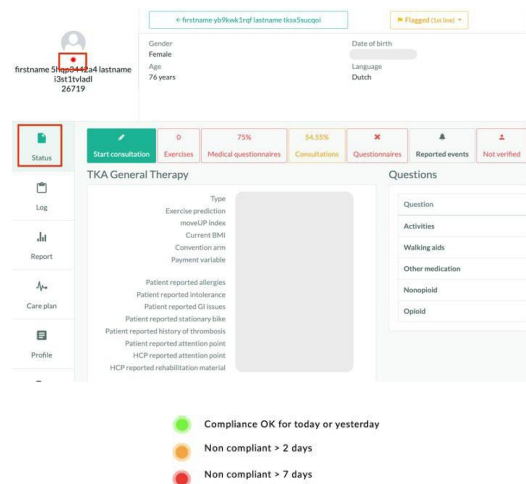 ← firstname yb9kwk1rqf lastname tksx5sucqoi
Flagged (1st line)
Gender
Female
Age
76 years
Date of birth
Language
Dutch
firstname 5hqp3442a4 lastname
i3st1tvladl
26719
Status
Log
Report
Care plan
Profile
Start consultation
0
Exercises
75%
Medical questionnaires
54.55%
Consultations
Questionnaires
Reported events
Not verified
TKA General Therapy
Type
Exercise prediction
moveUP index
Current BMI
Convention arm
Payment variable
Patient reported allergies
Patient reported intolerance
Patient reported GI issues
Patient reported stationary bike
Patient reported history of thrombosis
Patient reported attention point
HCP reported attention point
HCP reported rehabilitation material
Questions
Question
Activities
Walking aids
Other medication
Nonopioid
Opioid
Compliance OK for today or yesterday
Non compliant > 2 days
Non compliant > 7 days